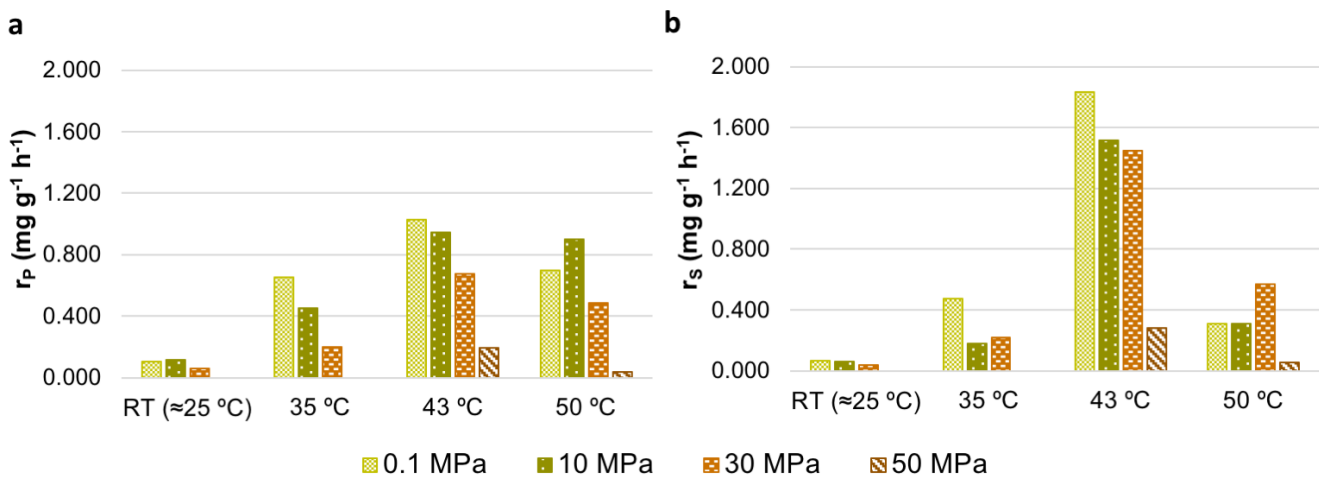 a
2.000
1.600
1.200
0.800
0.400
0.000
rP (mg g-1 h-1)
RT (≈25 ºC) 35 ºC 43 ºC 50 ºC
b
2.000
1.600
1.200
0.800
0.400
0.000
rS (mg g-1 h-1)
RT (≈25 ºC) 35 ºC 43 ºC 50 ºC
0.1 MPa 10 MPa 30 MPa 50 MPa